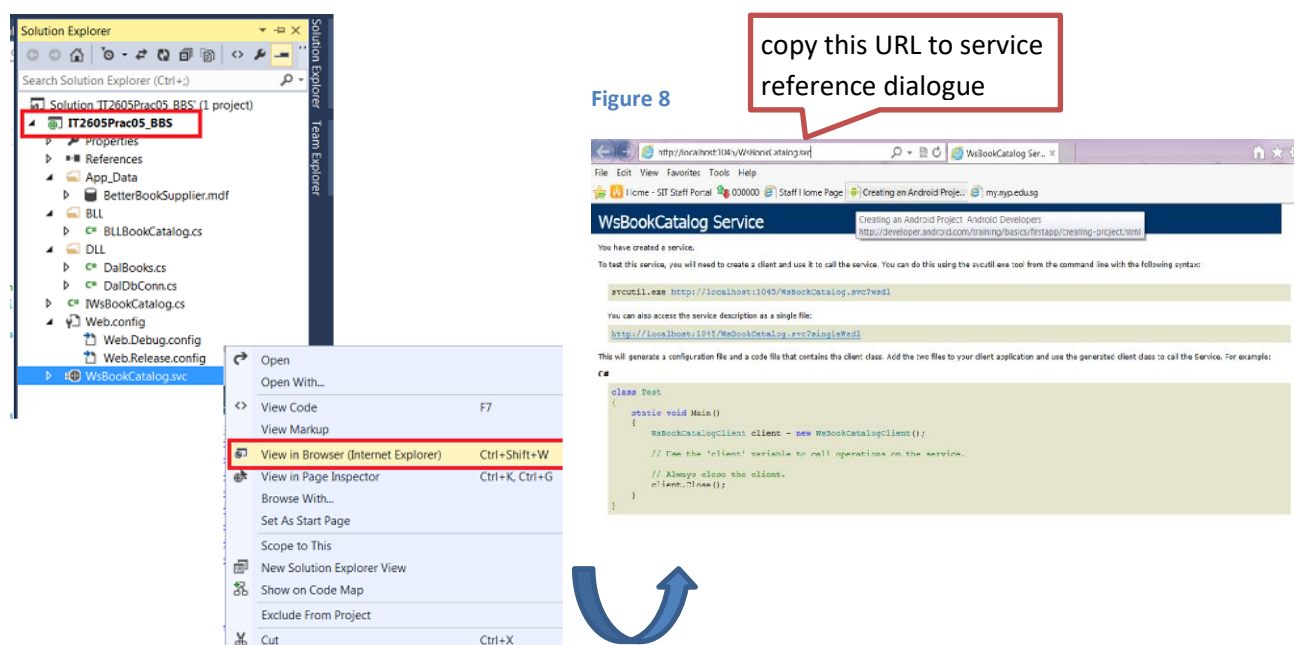 Solution Explorer
Search Solution Explorer (Ctrl+;)
Solution 'IT2605Prac05_BBS' (1 project)
IT2605Prac05_BBS
Properties
References
App_Data
BetterBookSupplier.mdf
BLL
C# BLLBookCatalog.cs
DLL
C# DalBooks.cs
C# DalDbConn.cs
C# IWsBookCatalog.cs
Web.config
Web.Debug.config
Web.Release.config
WsBookCatalog.svc
Solution Explorer
Team Explorer
Open
Open With...
View Code F7
View Markup
View in Browser (Internet Explorer) Ctrl+Shift+W
View in Page Inspector Ctrl+K, Ctrl+G
Browse With...
Set As Start Page
Scope to This
New Solution Explorer View
Show on Code Map
Exclude From Project
Cut Ctrl+X
copy this URL to service
reference dialogue
Figure 8
http://localhost:1045/WsBookCatalog.svc WsBookCatalog Ser... ×
File Edit View Favorites Tools Help
Home - SIT Staff Portal 000000 Staff Home Page Creating an Android Proje... my.nyp.edu.sg
Creating an Android Project Android Developers
http://developer.android.com/training/basics/firstapp/creating-project.html
WsBookCatalog Service
You have created a service.
To test this service, you will need to create a client and use it to call the service. You can do this using the svcutil.exe tool from the command line with the following syntax:
svcutil.exe http://localhost:1045/WsBookCatalog.svc?wsdl
You can also access the service description as a single file:
http://localhost:1045/WsBookCatalog.svc?singleWsdl
This will generate a configuration file and a code file that contains the client class. Add the two files to your client application and use the generated client class to call the Service. For example:
C#
class Test
{
static void Main()
{
WsBookCatalogClient client = new WsBookCatalogClient();
// Use the 'client' variable to call operations on the service.
// Always close the client.
client.Close();
}
}